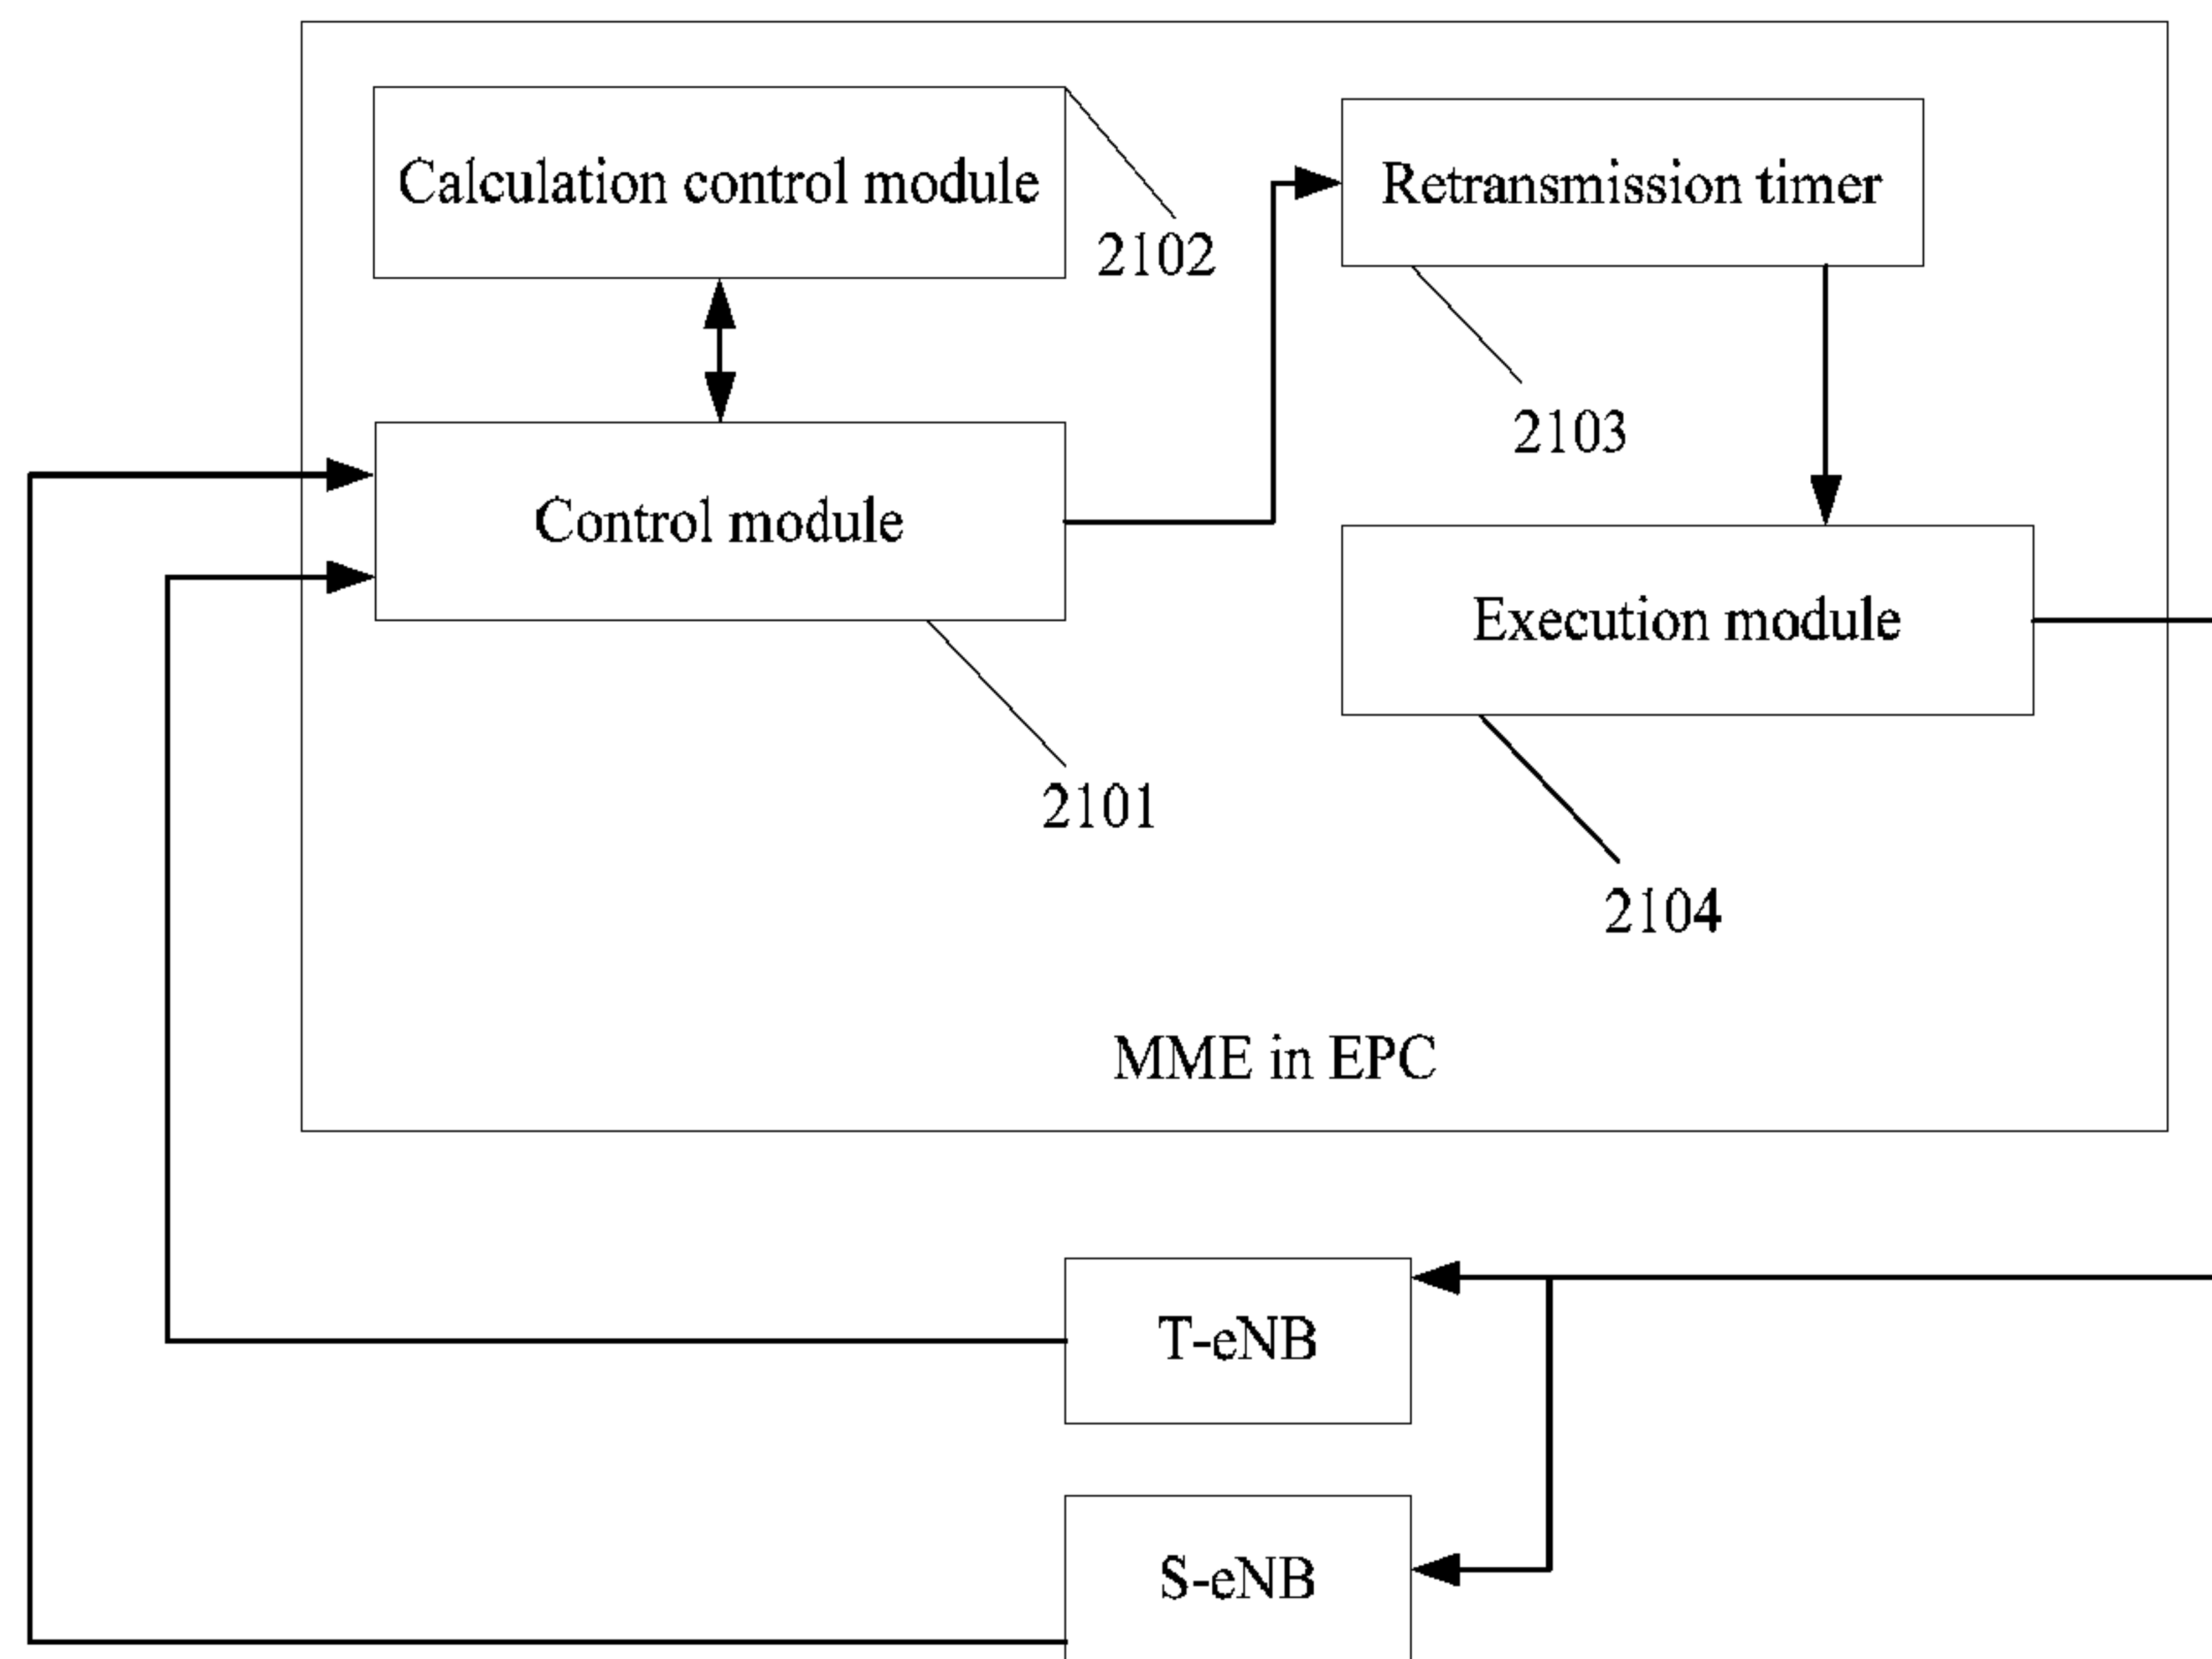 Calculation control module
Retransmission timer
2102
2103
Control module
Execution module
2101
2104
MME in EPC
T-eNB
S-eNB